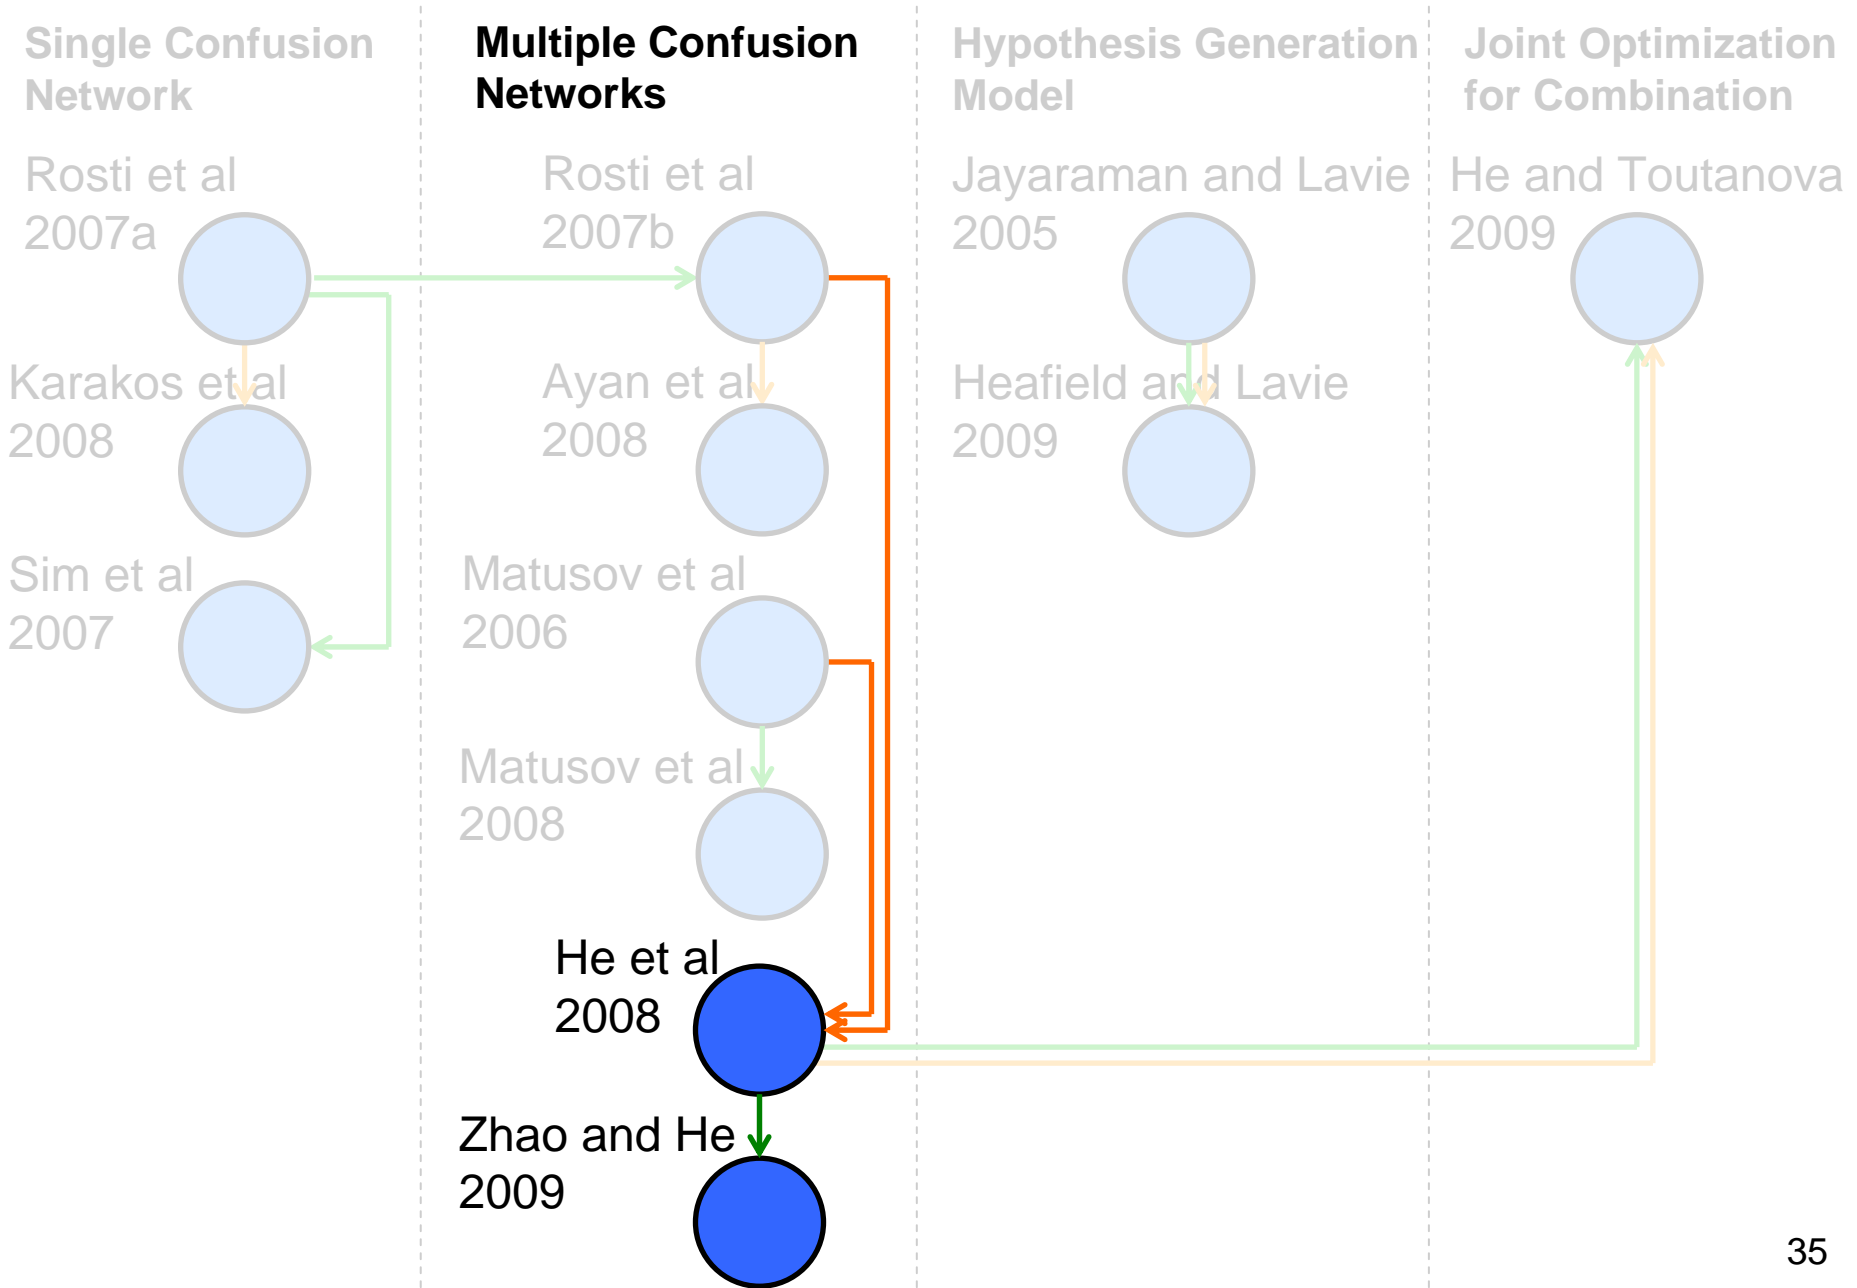 Single Confusion
Network
Rosti et al
2007a
Karakos et al
2008
Sim et al
2007
Multiple Confusion
Networks
Rosti et al
2007b
Ayan et al
2008
Matusov et al
2006
Matusov et al
2008
He et al
2008
Zhao and He
2009
Hypothesis Generation
Model
Jayaraman and Lavie
2005
Heafield and Lavie
2009
Joint Optimization
for Combination
He and Toutanova
2009
35